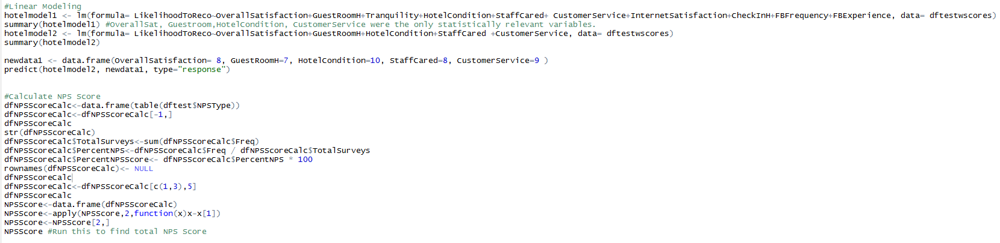 #Linear Modeling
hotelmodel1 <- lm(formula= LikelihoodToReco~OverallSatisfaction+GuestRoomH+Tranquility+HotelCondition+StaffCared+ CustomerService+InternetSatisfaction+CheckInH+FBFrequency+FBExperience, data= dftestwscores)
summary(hotelmodel1) #OverallSat, Guestroom,HotelCondition, CustomerService were the only statistically relevant variables.
hotelmodel2 <- lm(formula= LikelihoodToReco~OverallSatisfaction+GuestRoomH+HotelCondition+StaffCared +CustomerService, data= dftestwscores)
summary(hotelmodel2)
newdata1 <- data.frame(OverallSatisfaction= 8, GuestRoomH=7, HotelCondition=10, StaffCared=8, CustomerService=9 )
predict(hotelmodel2, newdata1, type="response")
#Calculate NPS Score
dfNPSScoreCalc<-data.frame(table(dftest$NPSType))
dfNPSScoreCalc<-dfNPSScoreCalc[-1,]
dfNPSScoreCalc
str(dfNPSScoreCalc)
dfNPSScoreCalc$TotalSurveys<-sum(dfNPSScoreCalc$Freq)
dfNPSScoreCalc$PercentNPS<-dfNPSScoreCalc$Freq / dfNPSScoreCalc$TotalSurveys
dfNPSScoreCalc$PercentNPSScore<- dfNPSScoreCalc$PercentNPS * 100
rownames(dfNPSScoreCalc)<- NULL
dfNPSScoreCalc
dfNPSScoreCalc<-dfNPSScoreCalc[c(1,3),5]
dfNPSScoreCalc
NPSScore<-data.frame(dfNPSScoreCalc)
NPSScore<-apply(NPSScore,2,function(x)x-x[1])
NPSScore<-NPSScore[2,]
NPSScore #Run this to find total NPS Score